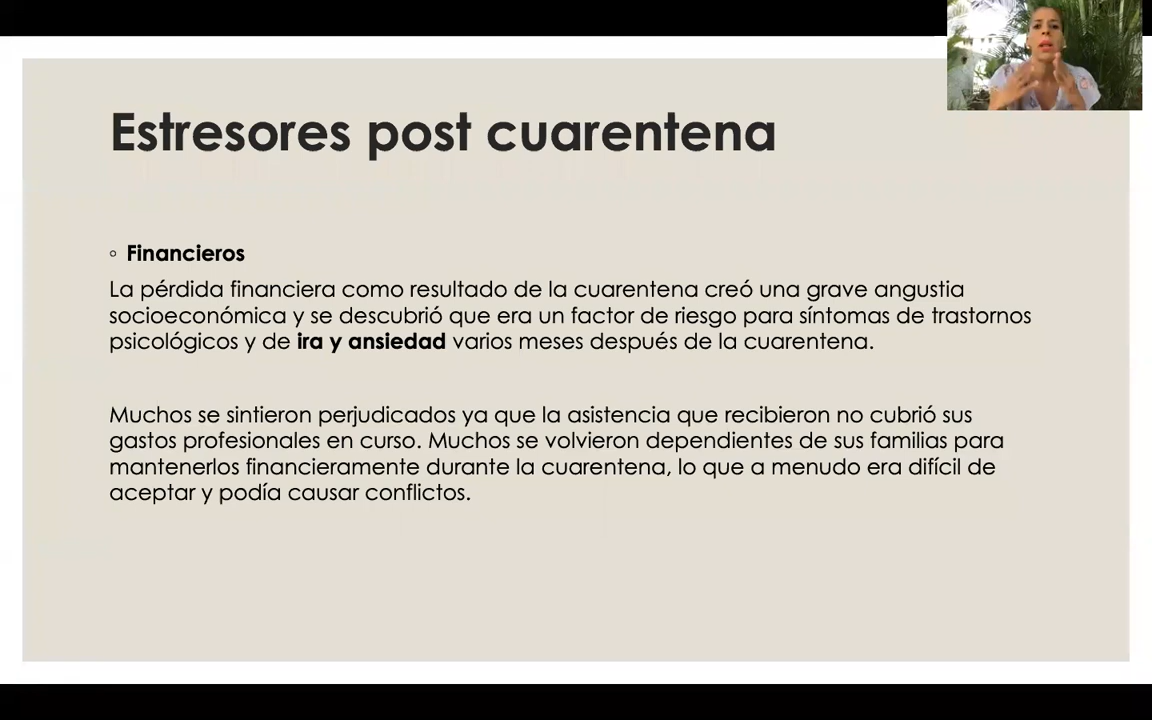 Estresores post cuarentena
◦ Financieros
La pérdida financiera como resultado de la cuarentena creó una grave angustia
socioeconómica y se descubrió que era un factor de riesgo para síntomas de trastornos
psicológicos y de ira y ansiedad varios meses después de la cuarentena.
Muchos se sintieron perjudicados ya que la asistencia que recibieron no cubrió sus
gastos profesionales en curso. Muchos se volvieron dependientes de sus familias para
mantenerlos financieramente durante la cuarentena, lo que a menudo era difícil de
aceptar y podía causar conflictos.